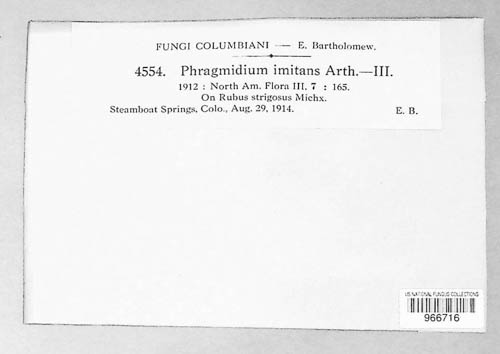 FUNGI COLUMBIANI — E. Bartholomew.
4554. Phragmidium imitans Arth.—III.
1912 : North Am. Flora III. 7 : 165.
On Rubus strigosus Michx.
Steamboat Springs, Colo., Aug. 29, 1914. E. B.
US NATIONAL FUNGUS COLLECTIONS
966716